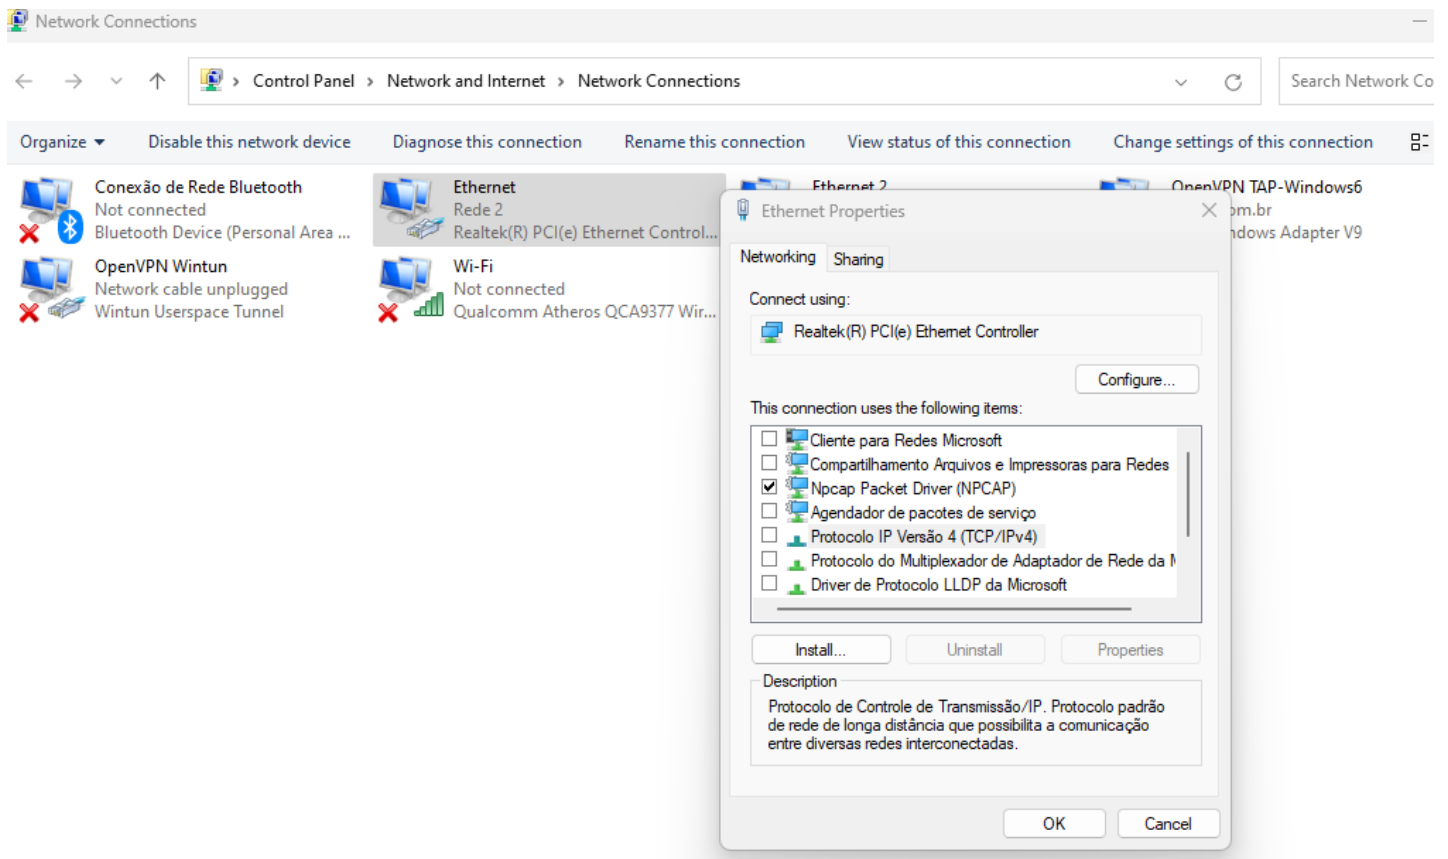 Network Connections
Control Panel > Network and Internet > Network Connections
Search Network Co
Organize
Disable this network device
Diagnose this connection
Rename this connection
View status of this connection
Change settings of this connection
Conexão de Rede Bluetooth
Not connected
Bluetooth Device (Personal Area ...
Ethernet
Rede 2
Realtek(R) PCI(e) Ethernet Control...
Ethernet 2
OpenVPN TAP-Windows6
om.br
ndows Adapter V9
OpenVPN Wintun
Network cable unplugged
Wintun Userspace Tunnel
Wi-Fi
Not connected
Qualcomm Atheros QCA9377 Wir...
Ethernet Properties
Networking
Sharing
Connect using:
Realtek(R) PCI(e) Ethernet Controller
Configure...
This connection uses the following items:
Cliente para Redes Microsoft
Compartilhamento Arquivos e Impressoras para Redes
Npcap Packet Driver (NPCAP)
Agendador de pacotes de serviço
Protocolo IP Versão 4 (TCP/IPv4)
Protocolo do Multiplexador de Adaptador de Rede da M
Driver de Protocolo LLDP da Microsoft
Install...
Uninstall
Properties
Description
Protocolo de Controle de Transmissão/IP. Protocolo padrão
de rede de longa distância que possibilita a comunicação
entre diversas redes interconectadas.
OK
Cancel